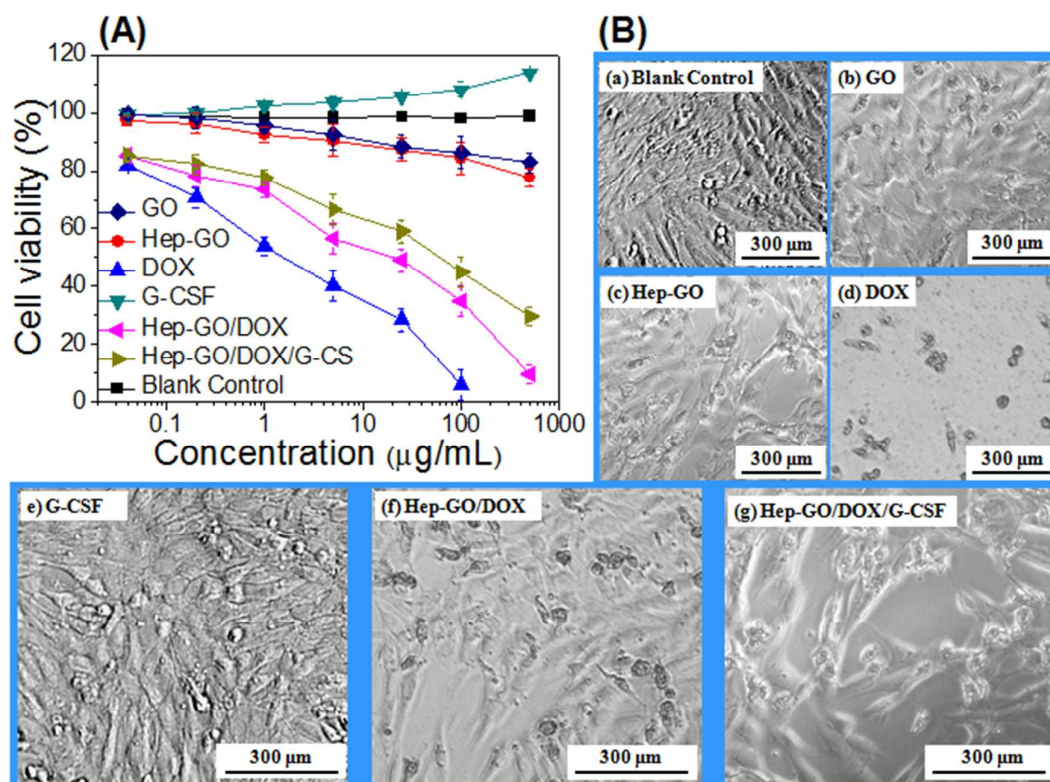 (A)
120
100
80
60
40
20
0
Cell viability (%)
GO
Hep-GO
DOX
G-CSF
Hep-GO/DOX
Hep-GO/DOX/G-CS
Blank Control
0.1 1 10 100 1000
Concentration (μg/mL)
(B)
(a) Blank Control
300 μm
(b) GO
300 μm
(c) Hep-GO
300 μm
(d) DOX
300 μm
e) G-CSF
300 μm
(f) Hep-GO/DOX
300 μm
(g) Hep-GO/DOX/G-CSF
300 μm